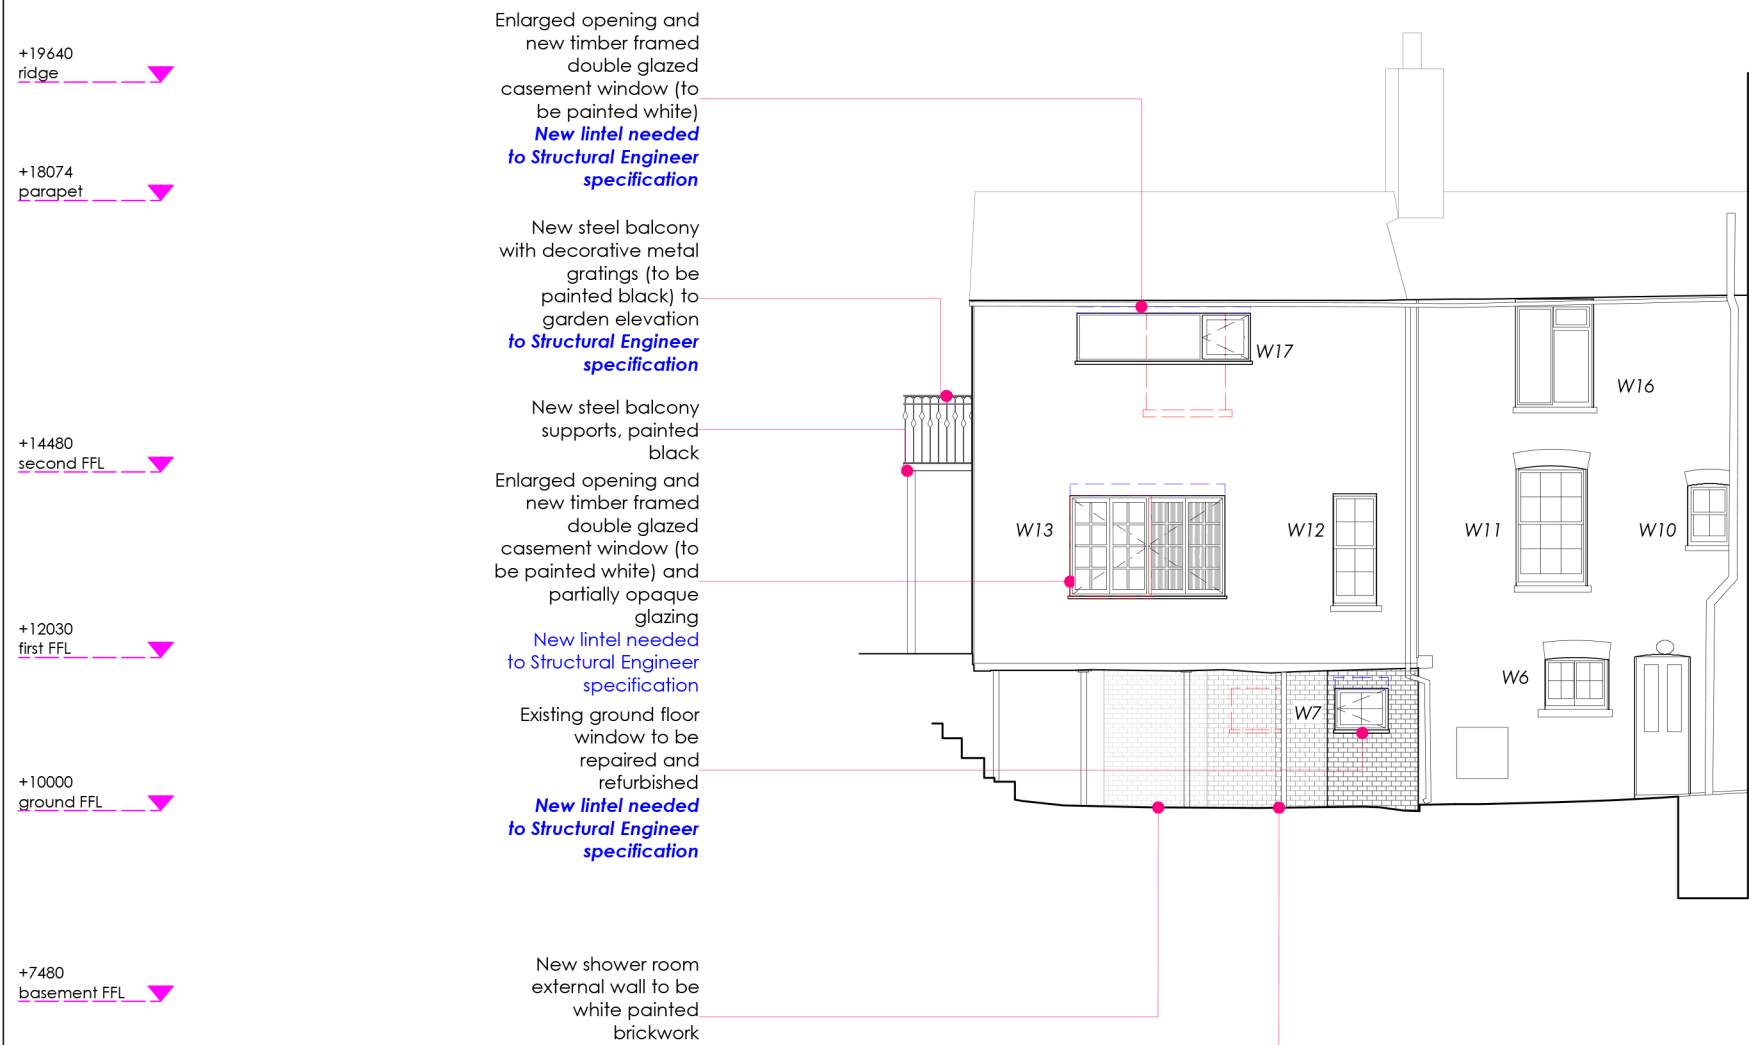 +19640
ridge
+18074
parapet
+14480
second FFL
+12030
first FFL
+10000
ground FFL
+7480
basement FFL
Enlarged opening and
new timber framed
double glazed
casement window (to
be painted white)
New lintel needed
to Structural Engineer
specification
New steel balcony
with decorative metal
gratings (to be
painted black) to
garden elevation
to Structural Engineer
specification
New steel balcony
supports, painted
black
Enlarged opening and
new timber framed
double glazed
casement window (to
be painted white) and
partially opaque
glazing
New lintel needed
to Structural Engineer
specification
Existing ground floor
window to be
repaired and
refurbished
New lintel needed
to Structural Engineer
specification
New shower room
external wall to be
white painted
brickwork
W17
W16
W13
W12
W11
W10
W7
W6